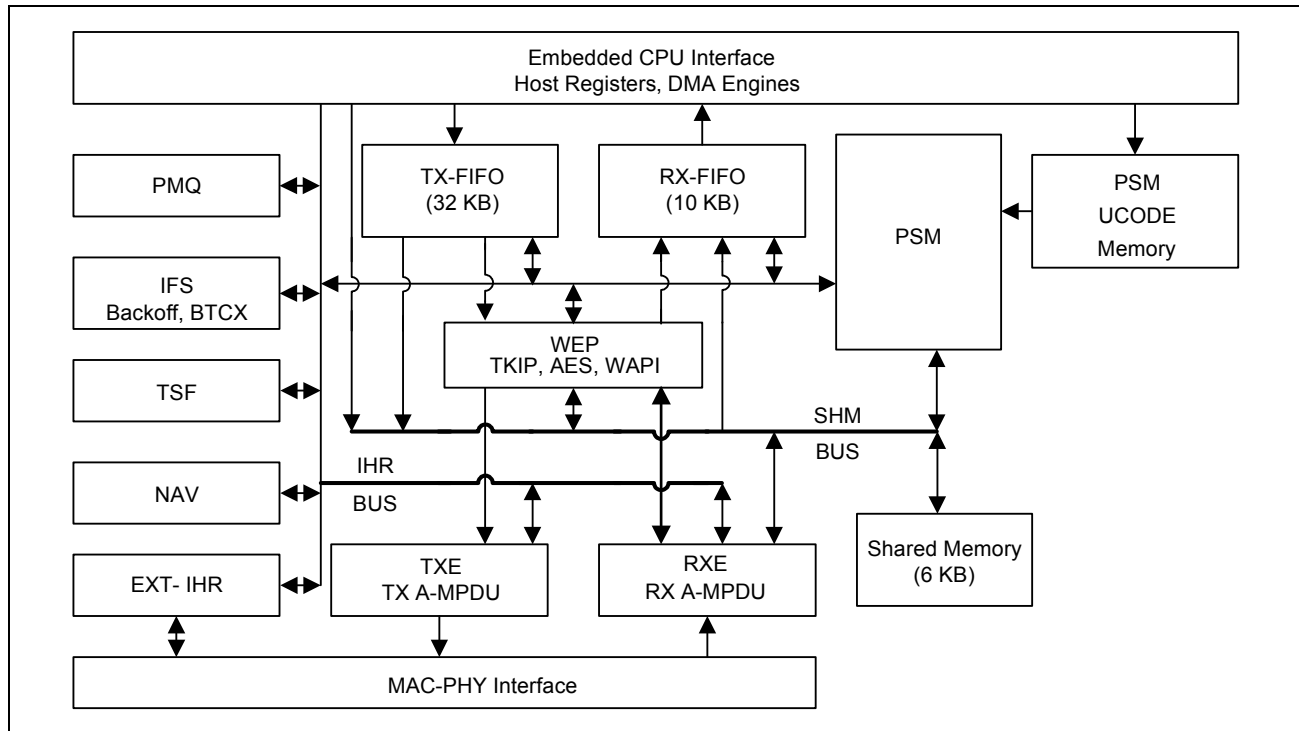 Embedded CPU Interface
Host Registers, DMA Engines
PMQ
TX-FIFO
(32 KB)
RX-FIFO
(10 KB)
PSM
PSM
UCODE
Memory
IFS
Backoff, BTCX
WEP
TKIP, AES, WAPI
TSF
SHM
BUS
IHR
BUS
NAV
Shared Memory
(6 KB)
EXT- IHR
TXE
TX A-MPDU
RXE
RX A-MPDU
MAC-PHY Interface